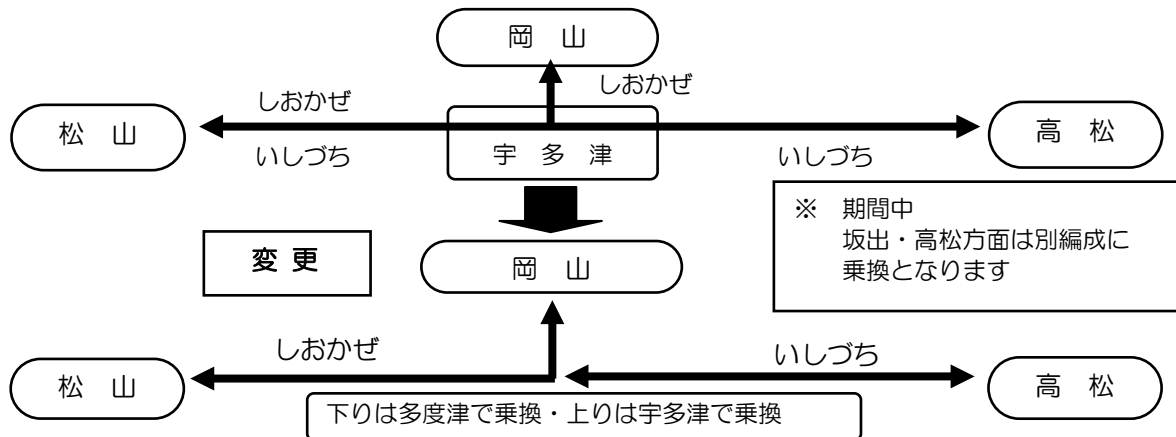 岡 山
しおかぜ
しおかぜ
松 山
高 松
いしづち
宇 多 津
いしづち
※ 期間中
坂出・高松方面は別編成に
乗換となります
変 更
岡 山
しおかぜ
いしづち
松 山
高 松
下りは多度津で乗換・上りは宇多津で乗換